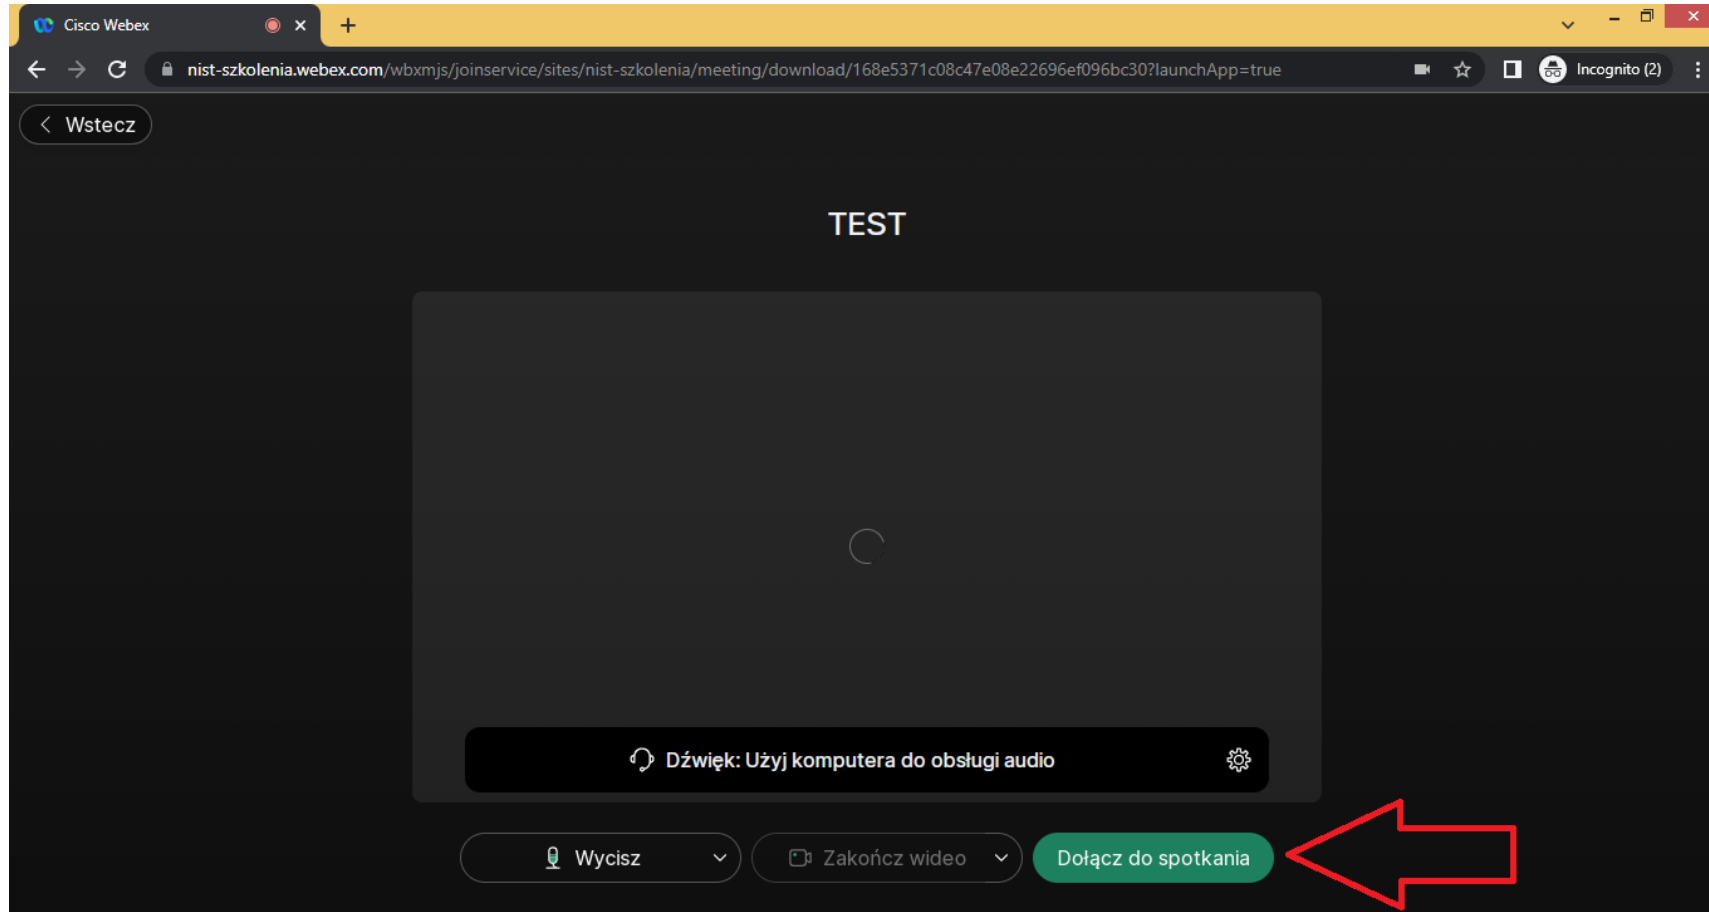 Cisco Webex
nist-szkolenia.webex.com/wbxmjs/joinservice/sites/nist-szkolenia/meeting/download/168e5371c08c47e08e22696ef096bc30?launchApp=true
Incognito (2)
Wstecz
TEST
Dźwięk: Użyj komputera do obsługi audio
Wycisz
Zakończ wideo
Dołącz do spotkania